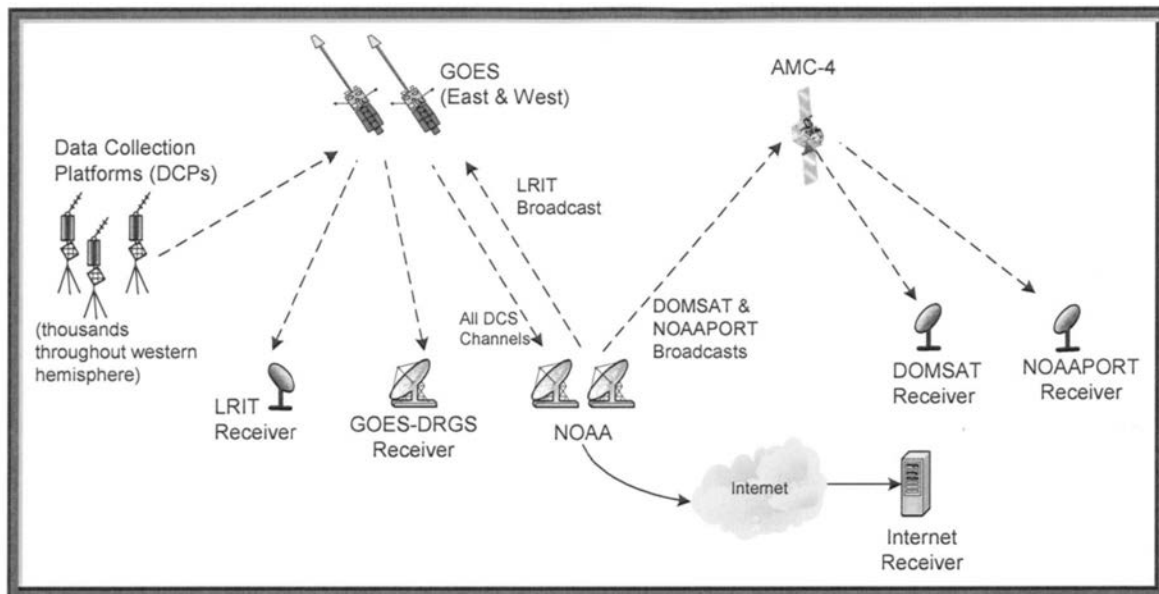 GOES
(East & West)
AMC-4
Data Collection
Platforms (DCPs)
LRIT
Broadcast
(thousands
throughout western
hemisphere)
All DCS
Channels
DOMSAT &
NOAAPORT
Broadcasts
LRIT
Receiver
GOES-DRGS
Receiver
NOAA
DOMSAT
Receiver
NOAAPORT
Receiver
Internet
Internet
Receiver